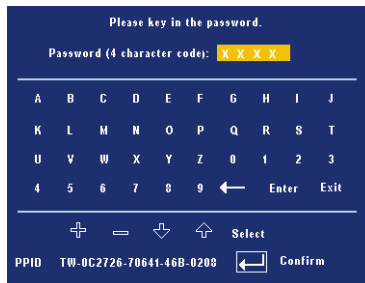 Please key in the password.
Password (4 character code): X X X X
A B C D E F G H I J
K L M N O P Q R S T
U V W X Y Z 0 1 2 3
4 5 6 7 8 9 ← Enter Exit
Select
PPID TW-0C2726-70641-46B-0208 Confirm